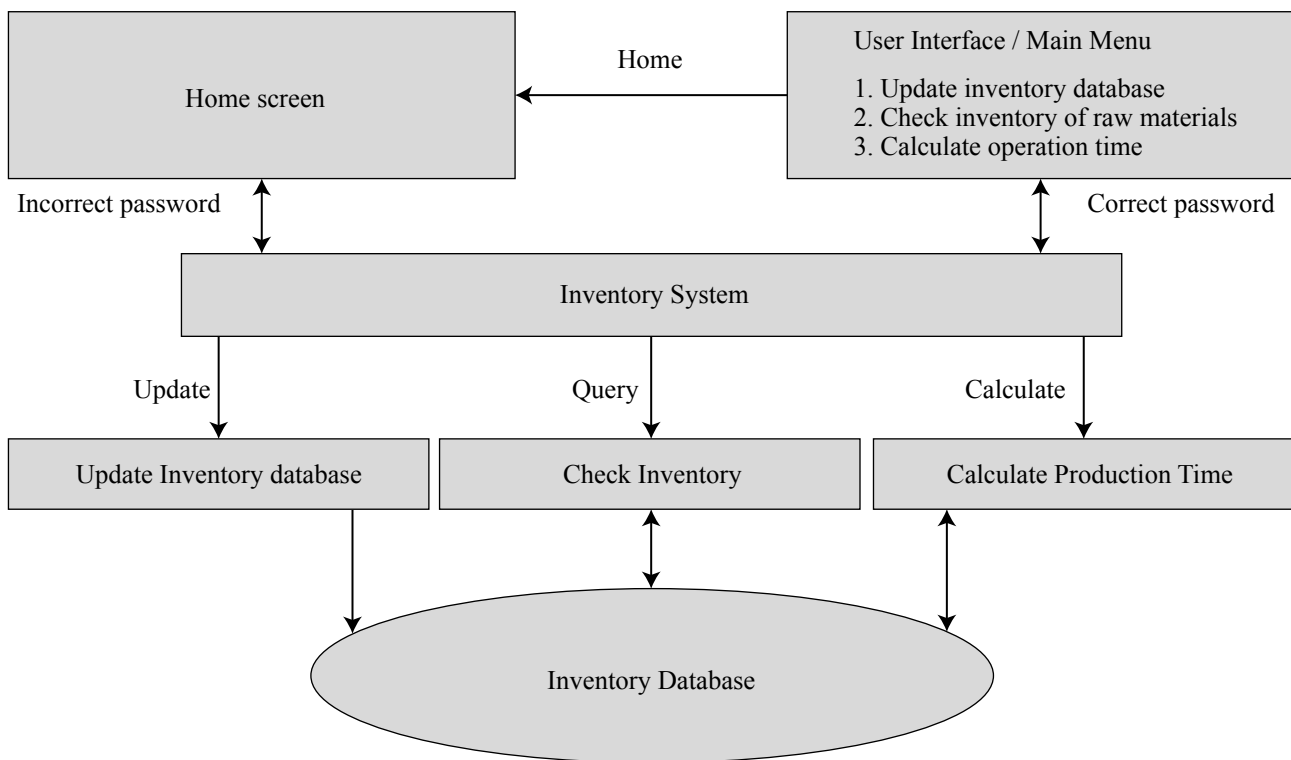 Home screen
Home
User Interface / Main Menu
1. Update inventory database
2. Check inventory of raw materials
3. Calculate operation time
Incorrect password
Correct password
Inventory System
Update
Query
Calculate
Update Inventory database
Check Inventory
Calculate Production Time
Inventory Database